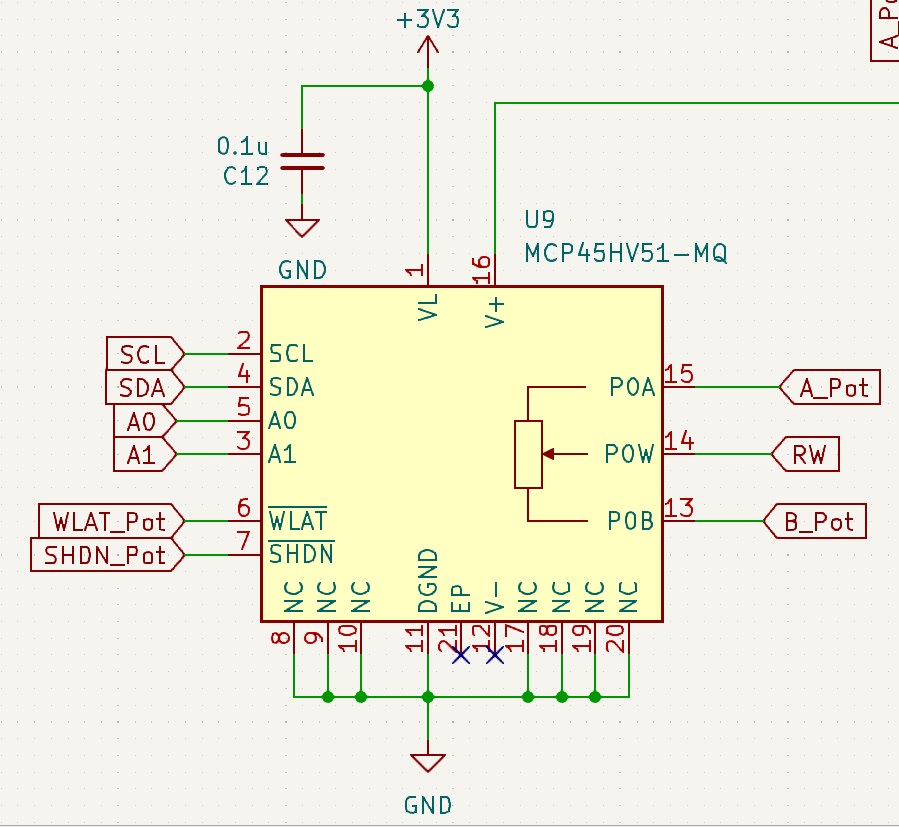 +3V3
A_Po
0.1u
C12
GND
U9
MCP45HV51-MQ
1
16
VL
V+
SCL
2
SCL
SDA
4
SDA
A0
5
A0
A1
3
A1
WLAT_Pot
6
WLAT
SHDN_Pot
7
SHDN
P0A
15
A_Pot
P0W
14
RW
P0B
13
B_Pot
NC
NC
NC
DGND
EP
V-
NC
NC
NC
NC
8
9
10
11
21
12
17
18
19
20
GND